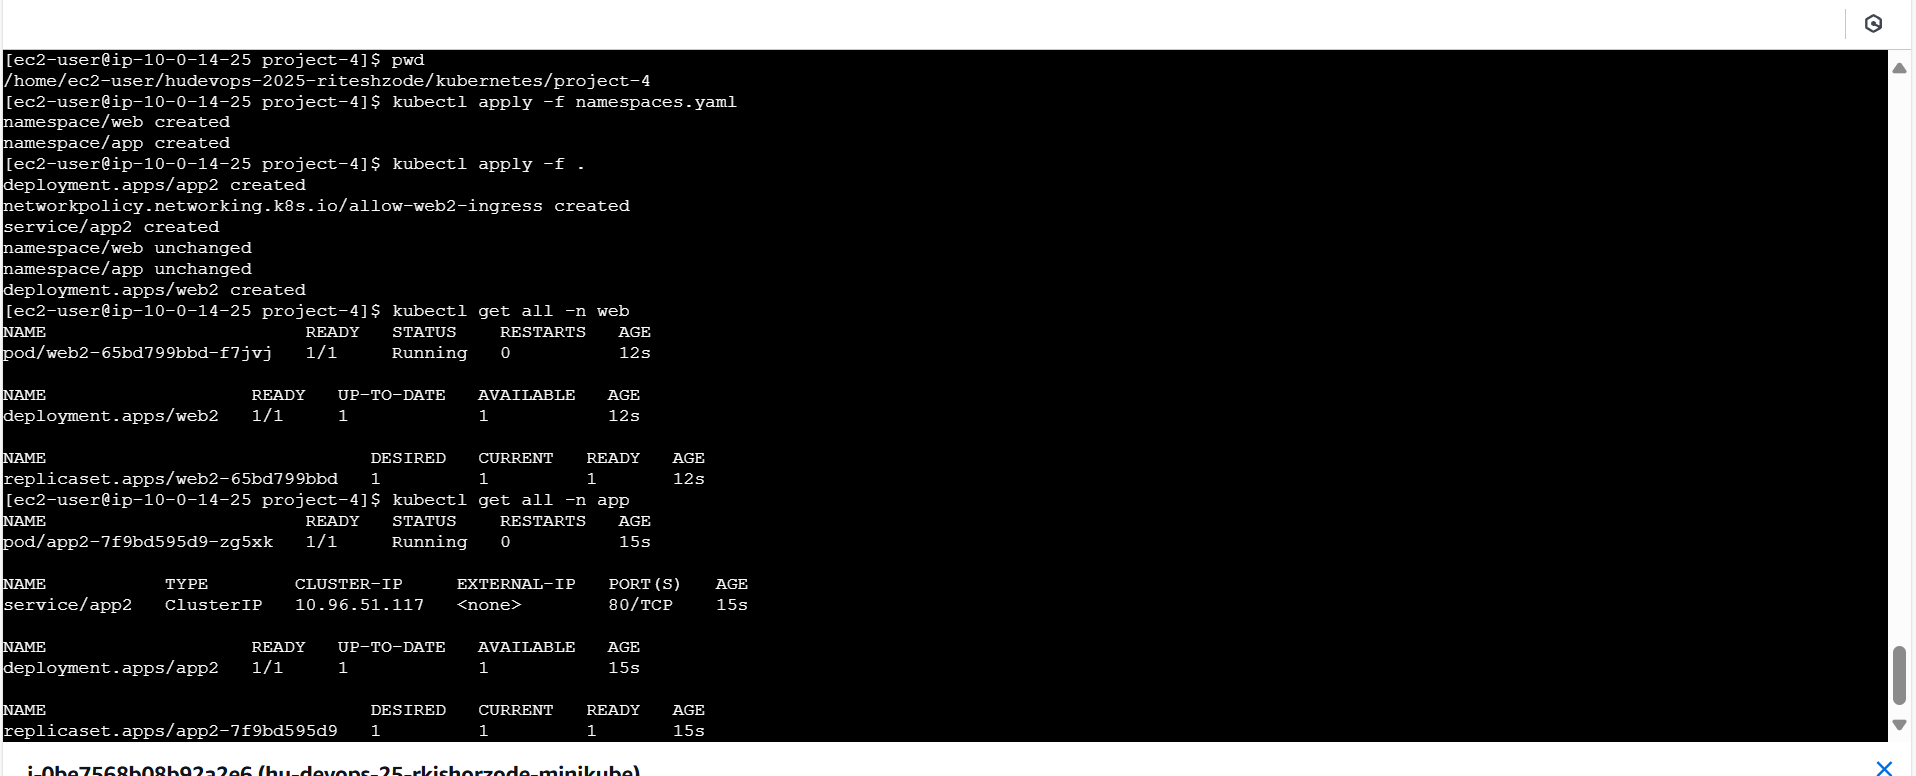 [ec2-user@ip-10-0-14-25 project-4]$ pwd
/home/ec2-user/hudevops-2025-riteshzode/kubernetes/project-4
[ec2-user@ip-10-0-14-25 project-4]$ kubectl apply -f namespaces.yaml
namespace/web created
namespace/app created
[ec2-user@ip-10-0-14-25 project-4]$ kubectl apply -f .
deployment.apps/app2 created
networkpolicy.networking.k8s.io/allow-web2-ingress created
service/app2 created
namespace/web unchanged
namespace/app unchanged
deployment.apps/web2 created
[ec2-user@ip-10-0-14-25 project-4]$ kubectl get all -n web
NAME                        READY   STATUS    RESTARTS   AGE
pod/web2-65bd799bbd-f7jvj   1/1     Running   0          12s

NAME                   READY   UP-TO-DATE   AVAILABLE   AGE
deployment.apps/web2   1/1     1            1           12s

NAME                              DESIRED   CURRENT   READY   AGE
replicaset.apps/web2-65bd799bbd   1         1         1       12s
[ec2-user@ip-10-0-14-25 project-4]$ kubectl get all -n app
NAME                        READY   STATUS    RESTARTS   AGE
pod/app2-7f9bd595d9-zg5xk   1/1     Running   0          15s

NAME           TYPE        CLUSTER-IP     EXTERNAL-IP   PORT(S)   AGE
service/app2   ClusterIP   10.96.51.117   <none>        80/TCP    15s

NAME                   READY   UP-TO-DATE   AVAILABLE   AGE
deployment.apps/app2   1/1     1            1           15s

NAME                              DESIRED   CURRENT   READY   AGE
replicaset.apps/app2-7f9bd595d9   1         1         1       15s
i-0be7568b08b92a2e6 (hu-devops-25-rkishorzode-minikube)